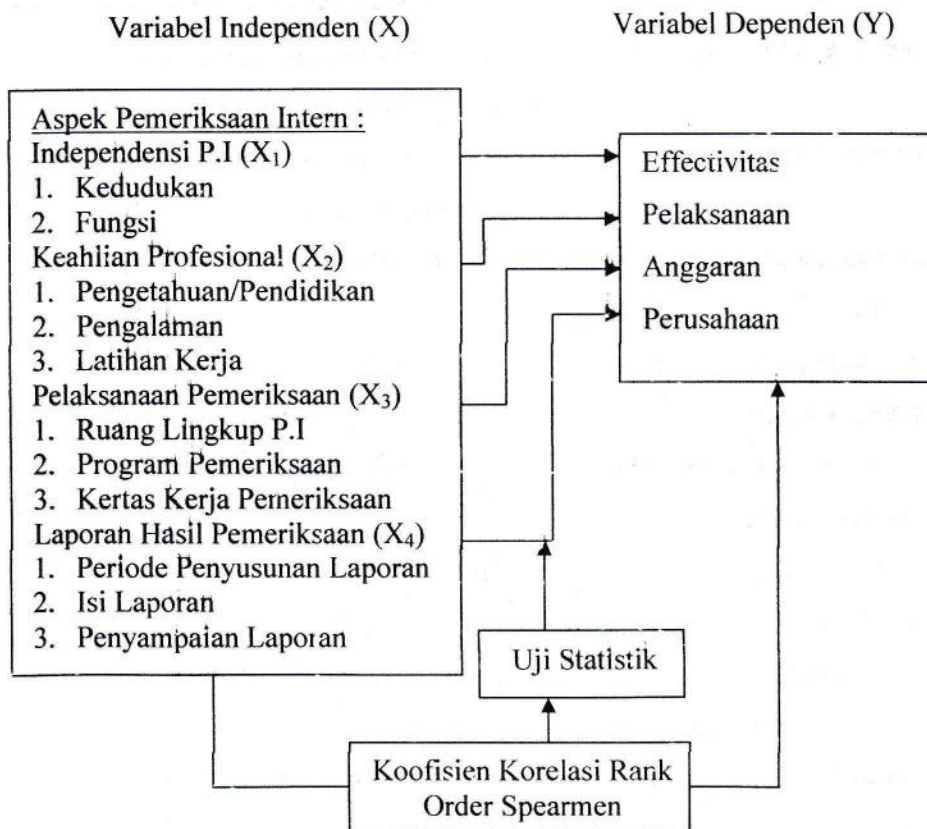 Variabel Independen (X)
Variabel Dependen (Y)
Aspek Pemeriksaan Intern :
Independensi P.I (X₁)
1. Kedudukan
2. Fungsi
Keahlian Profesional (X₂)
1. Pengetahuan/Pendidikan
2. Pengalaman
3. Latihan Kerja
Pelaksanaan Pemeriksaan (X₃)
1. Ruang Lingkup P.I
2. Program Pemeriksaan
3. Kertas Kerja Pemeriksaan
Laporan Hasil Pemeriksaan (X₄)
1. Periode Penyusunan Laporan
2. Isi Laporan
3. Penyampaian Laporan
Effectivitas
Pelaksanaan
Anggaran
Perusahaan
Uji Statistik
Koofisien Korelasi Rank
Order Spearmen